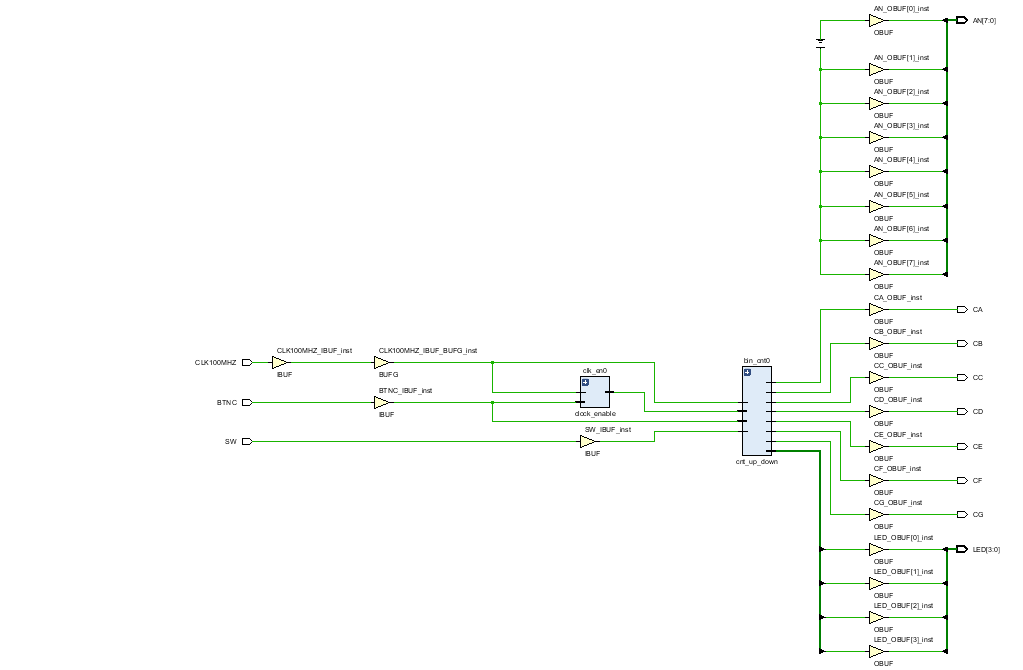 AN_OBUF[0]_inst
AN[7:0]
OBUF
AN_OBUF[1]_inst
OBUF
AN_OBUF[2]_inst
OBUF
AN_OBUF[3]_inst
OBUF
AN_OBUF[4]_inst
OBUF
AN_OBUF[5]_inst
OBUF
AN_OBUF[6]_inst
OBUF
AN_OBUF[7]_inst
OBUF
CA_OBUF_inst
CA
OBUF
CB_OBUF_inst
CB
OBUF
CLK100MHZ
CLK100MHZ_IBUF_inst
IBUF
CLK100MHZ_IBUF_BUFG_inst
BUFG
BTNC
BTNC_IBUF_inst
IBUF
clk_en0
clock_enable
SW
SW_IBUF_inst
IBUF
bin_cnt0
cnt_up_down
CC_OBUF_inst
CC
OBUF
CD_OBUF_inst
CD
OBUF
CE_OBUF_inst
CE
OBUF
CF_OBUF_inst
CF
OBUF
CG_OBUF_inst
CG
OBUF
LED_OBUF[0]_inst
LED[3:0]
OBUF
LED_OBUF[1]_inst
OBUF
LED_OBUF[2]_inst
OBUF
LED_OBUF[3]_inst
OBUF